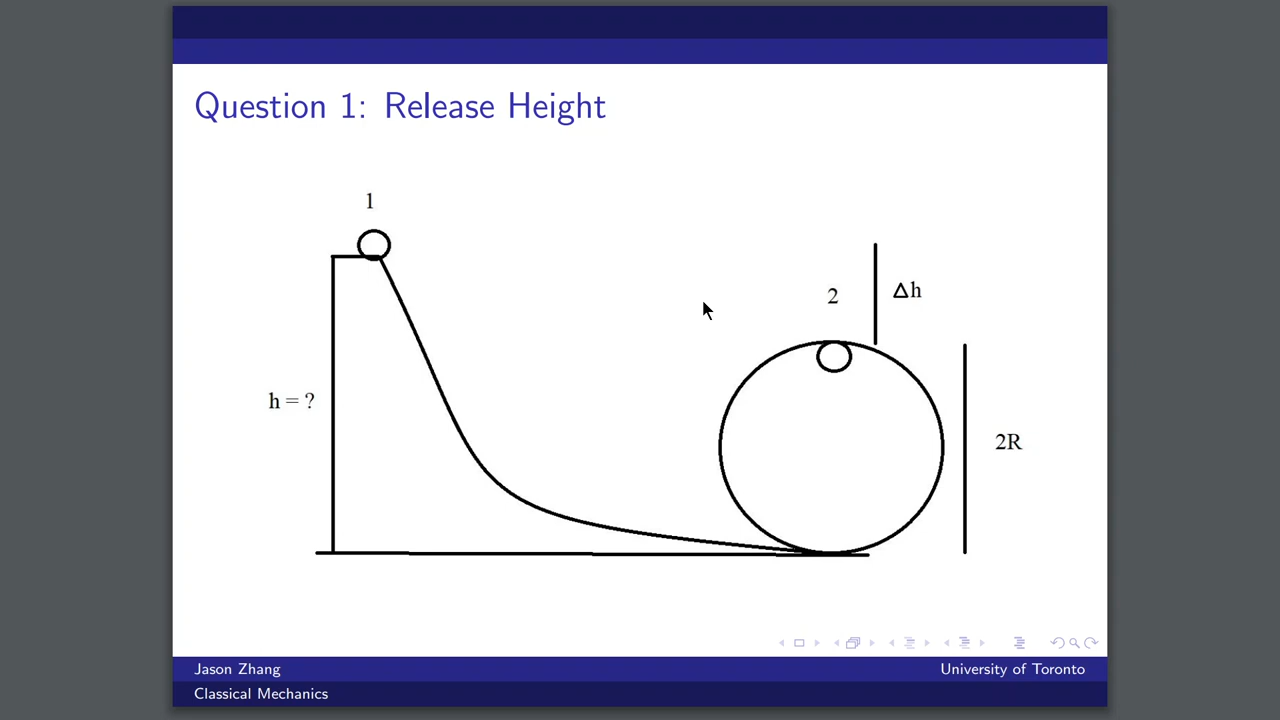 Question 1: Release Height
1
2
Δh
h = ?
2R
Jason Zhang
University of Toronto
Classical Mechanics